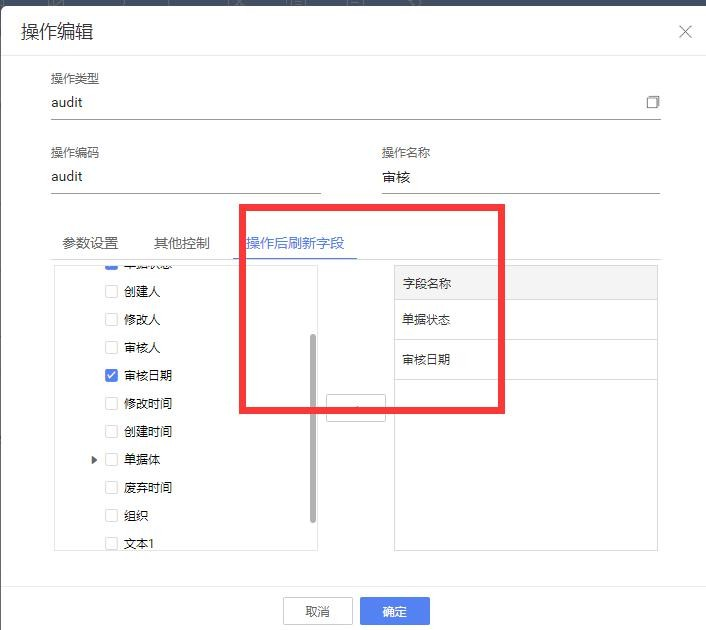 操作编辑
操作类型
audit
操作编码
操作名称
audit
审核
参数设置
其他控制
操作后刷新字段
单据状态
创建人
修改人
审核人
审核日期
修改时间
创建时间
单据体
废弃时间
组织
文本1
字段名称
单据状态
审核日期
取消
确定